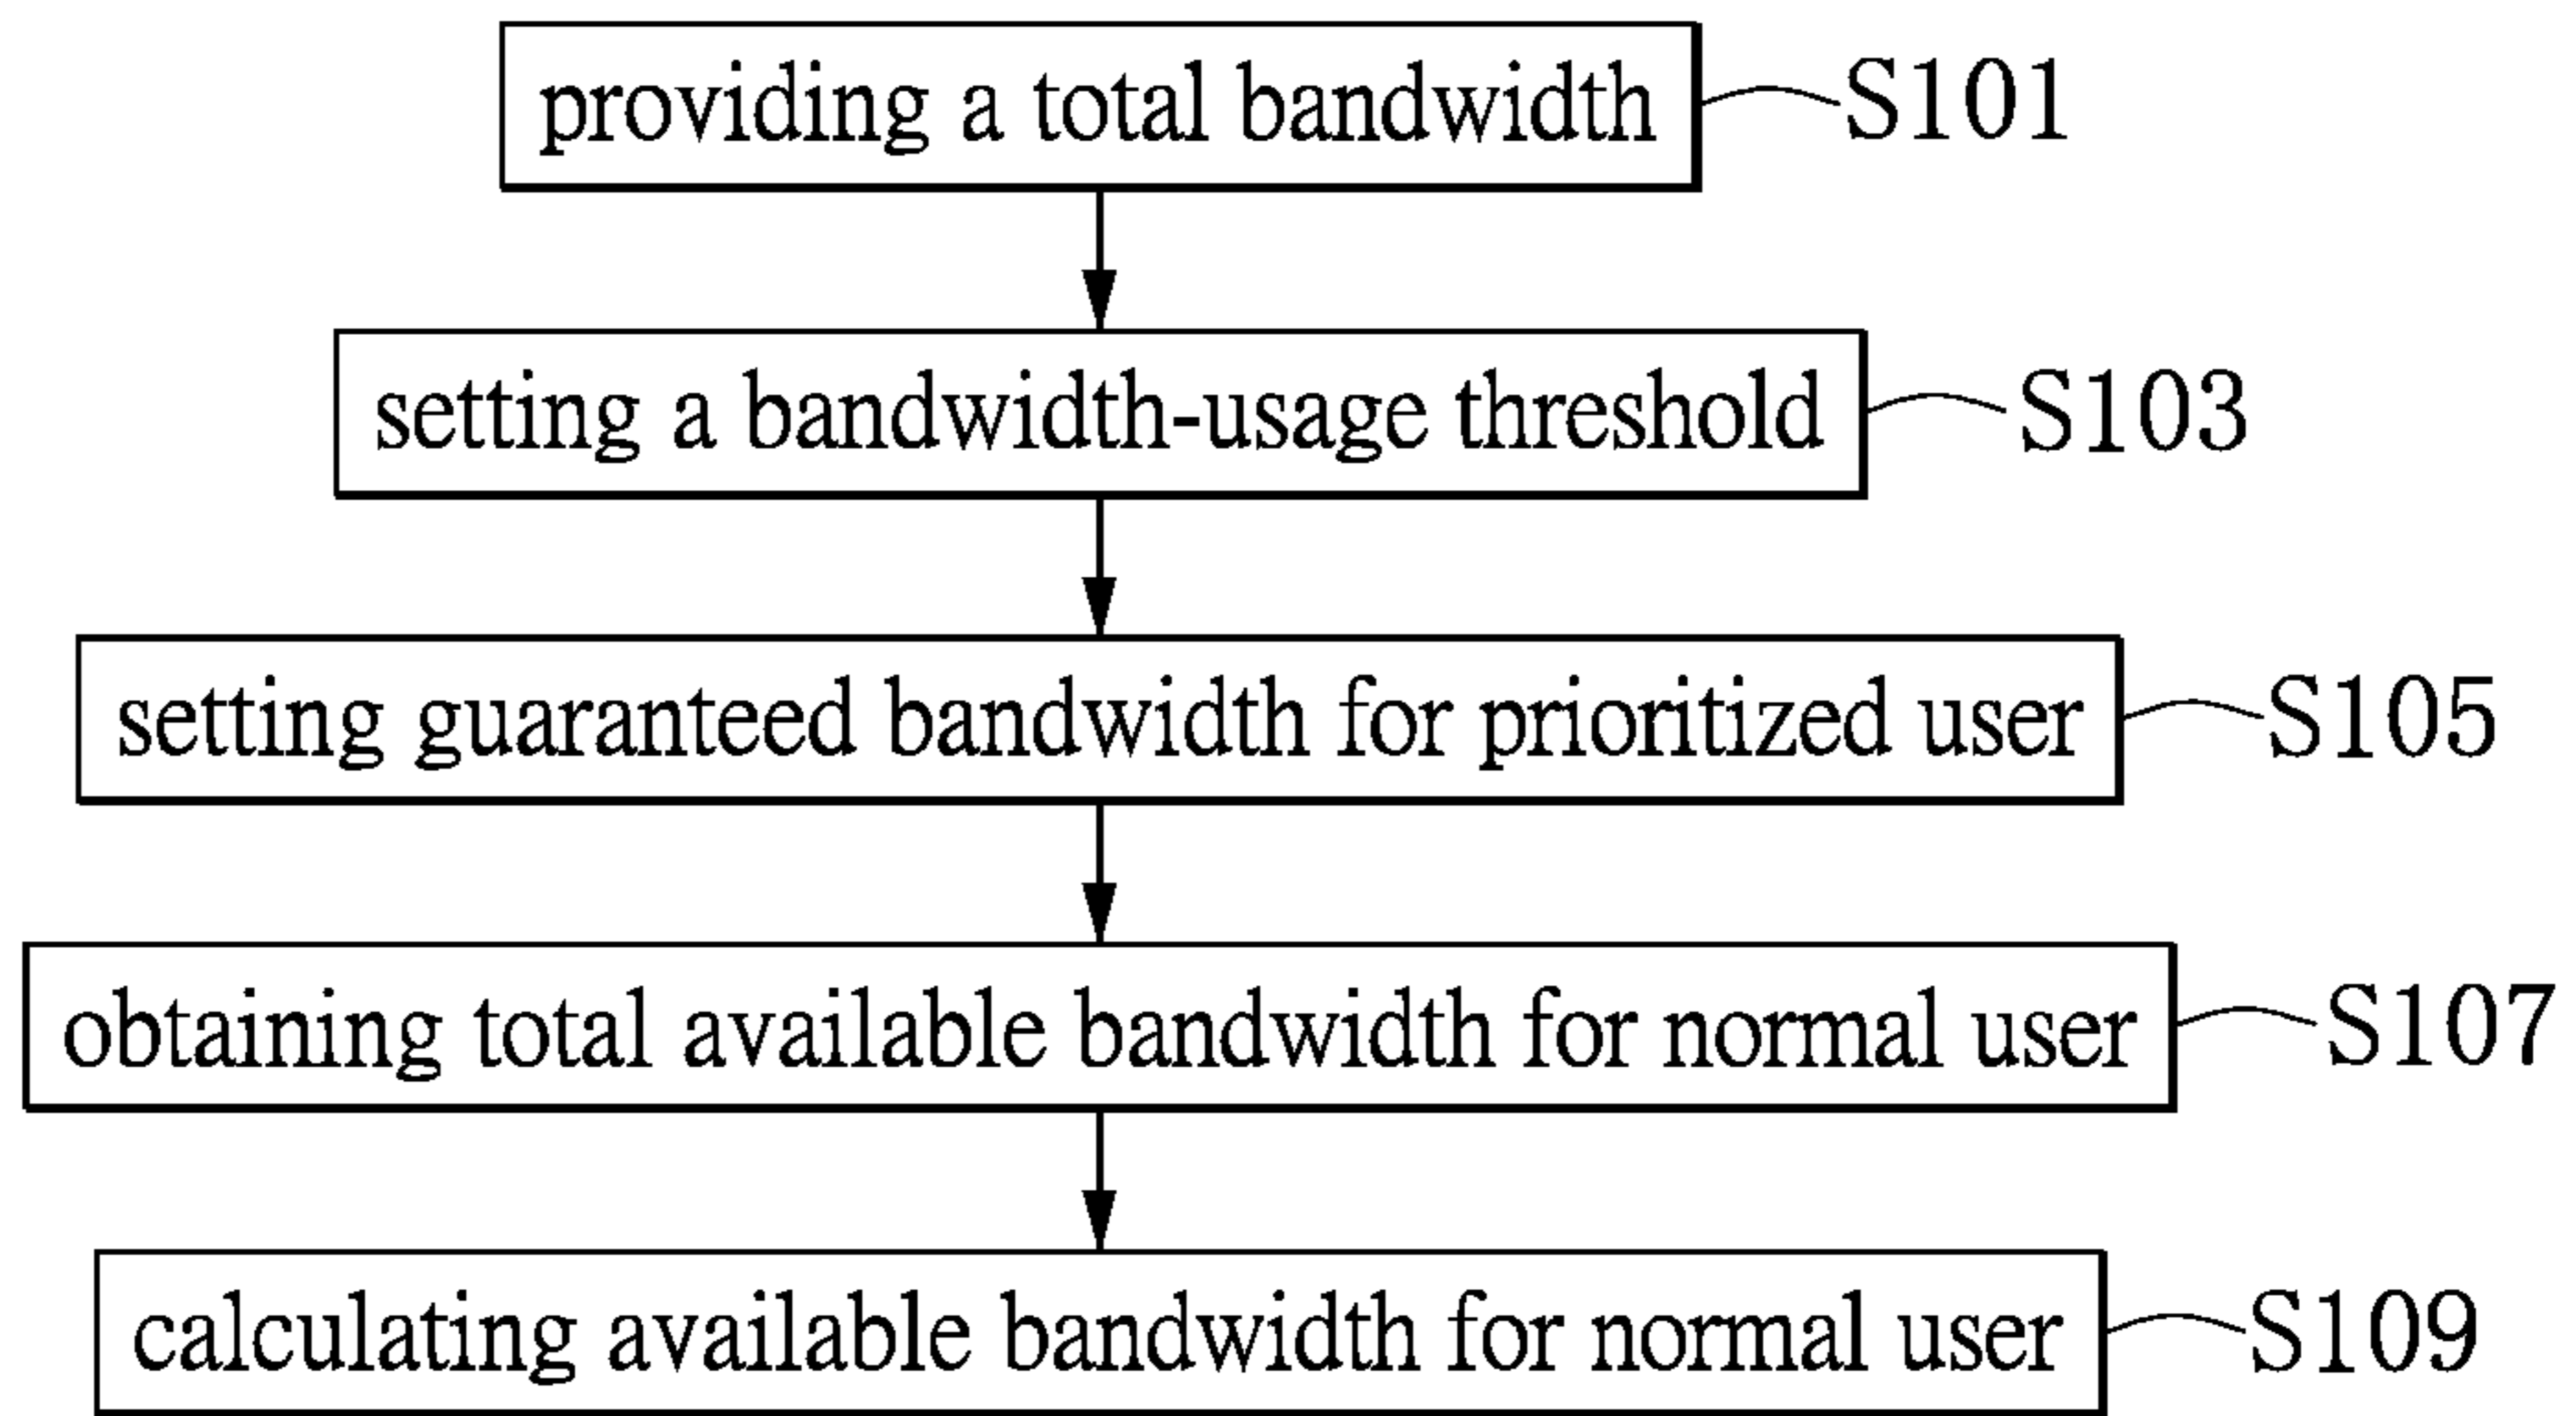 providing a total bandwidth S101
setting a bandwidth-usage threshold S103
setting guaranteed bandwidth for prioritized user S105
obtaining total available bandwidth for normal user S107
calculating available bandwidth for normal user S109